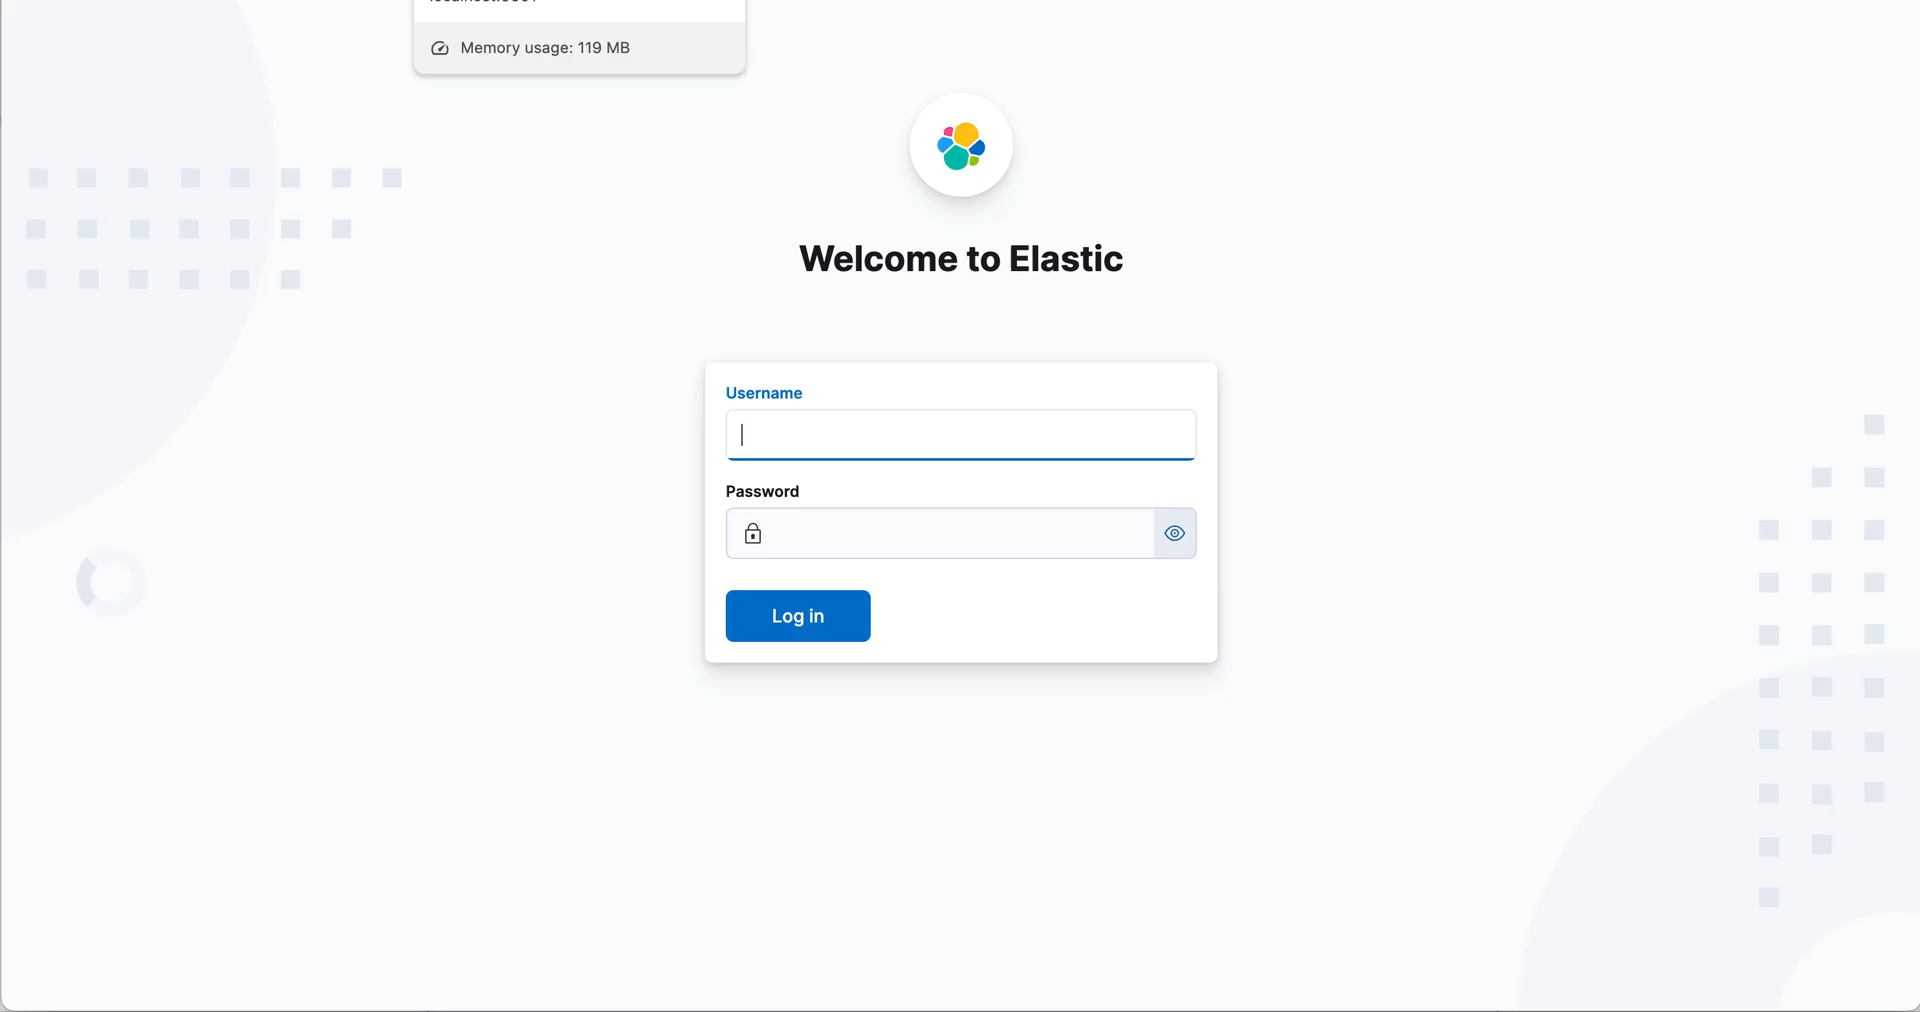 Memory usage: 119 MB
Welcome to Elastic
Username
Password
Log in